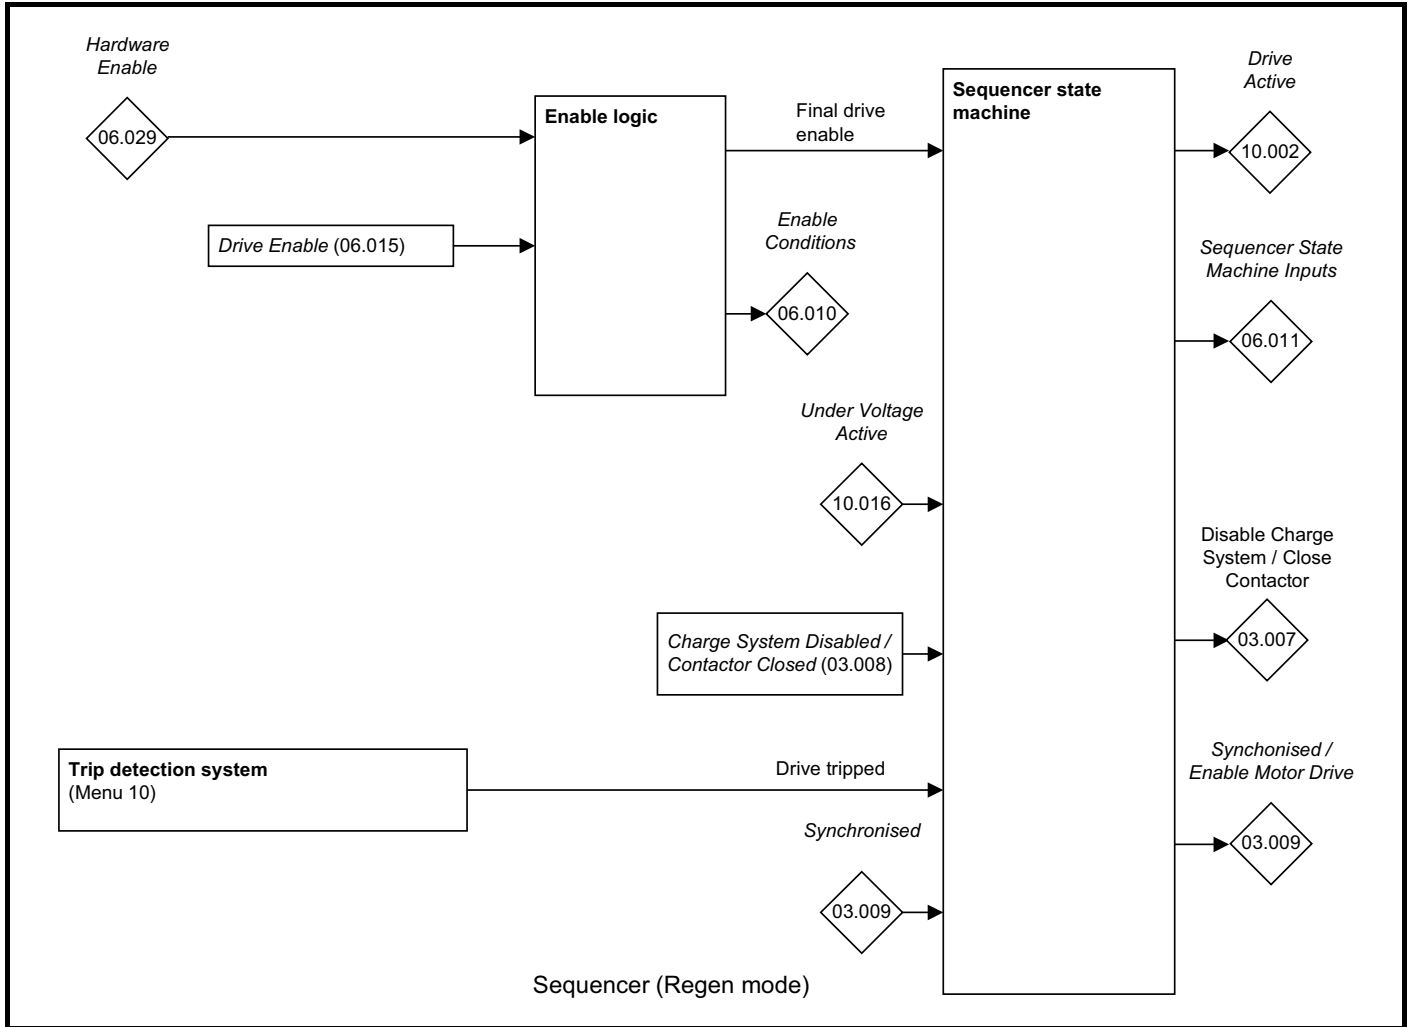 Hardware
Enable
06.029
Drive Enable (06.015)
Enable logic
Final drive
enable
Enable
Conditions
06.010
Under Voltage
Active
10.016
Charge System Disabled /
Contactor Closed (03.008)
Trip detection system
(Menu 10)
Drive tripped
Synchronised
03.009
Sequencer state
machine
Drive
Active
10.002
Sequencer State
Machine Inputs
06.011
Disable Charge
System / Close
Contactor
03.007
Synchonised /
Enable Motor Drive
03.009
Sequencer (Regen mode)